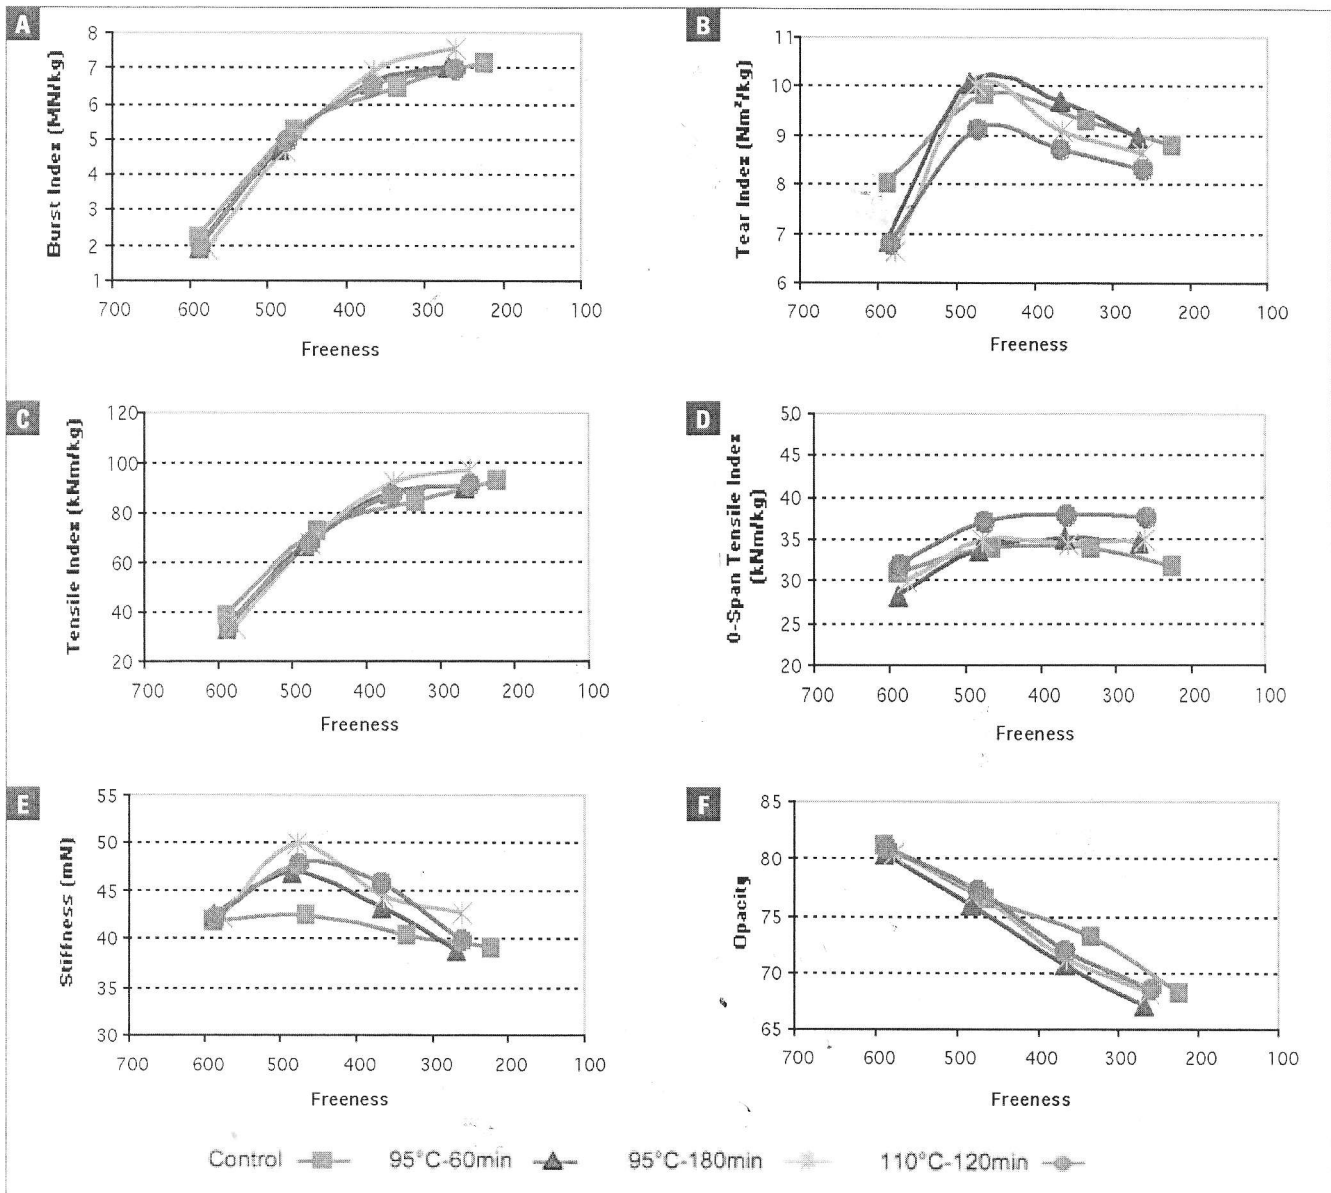 A
Burst Index (MN/kg)
8
7
6
5
4
3
2
1
700 600 500 400 300 200 100
Freeness
B
Tear Index (Nm²/kg)
11
10
9
8
7
6
700 600 500 400 300 200 100
Freeness
C
Tensile Index (kNm/kg)
120
100
80
60
40
20
700 600 500 400 300 200 100
Freeness
D
0-Span Tensile Index
(kNm/kg)
50
45
40
35
30
25
20
700 600 500 400 300 200 100
Freeness
E
Stiffness (mN)
55
50
45
40
35
30
700 600 500 400 300 200 100
Freeness
F
Opacity
85
80
75
70
65
700 600 500 400 300 200 100
Freeness
Control 95°C-60min 95°C-180min 110°C-120min